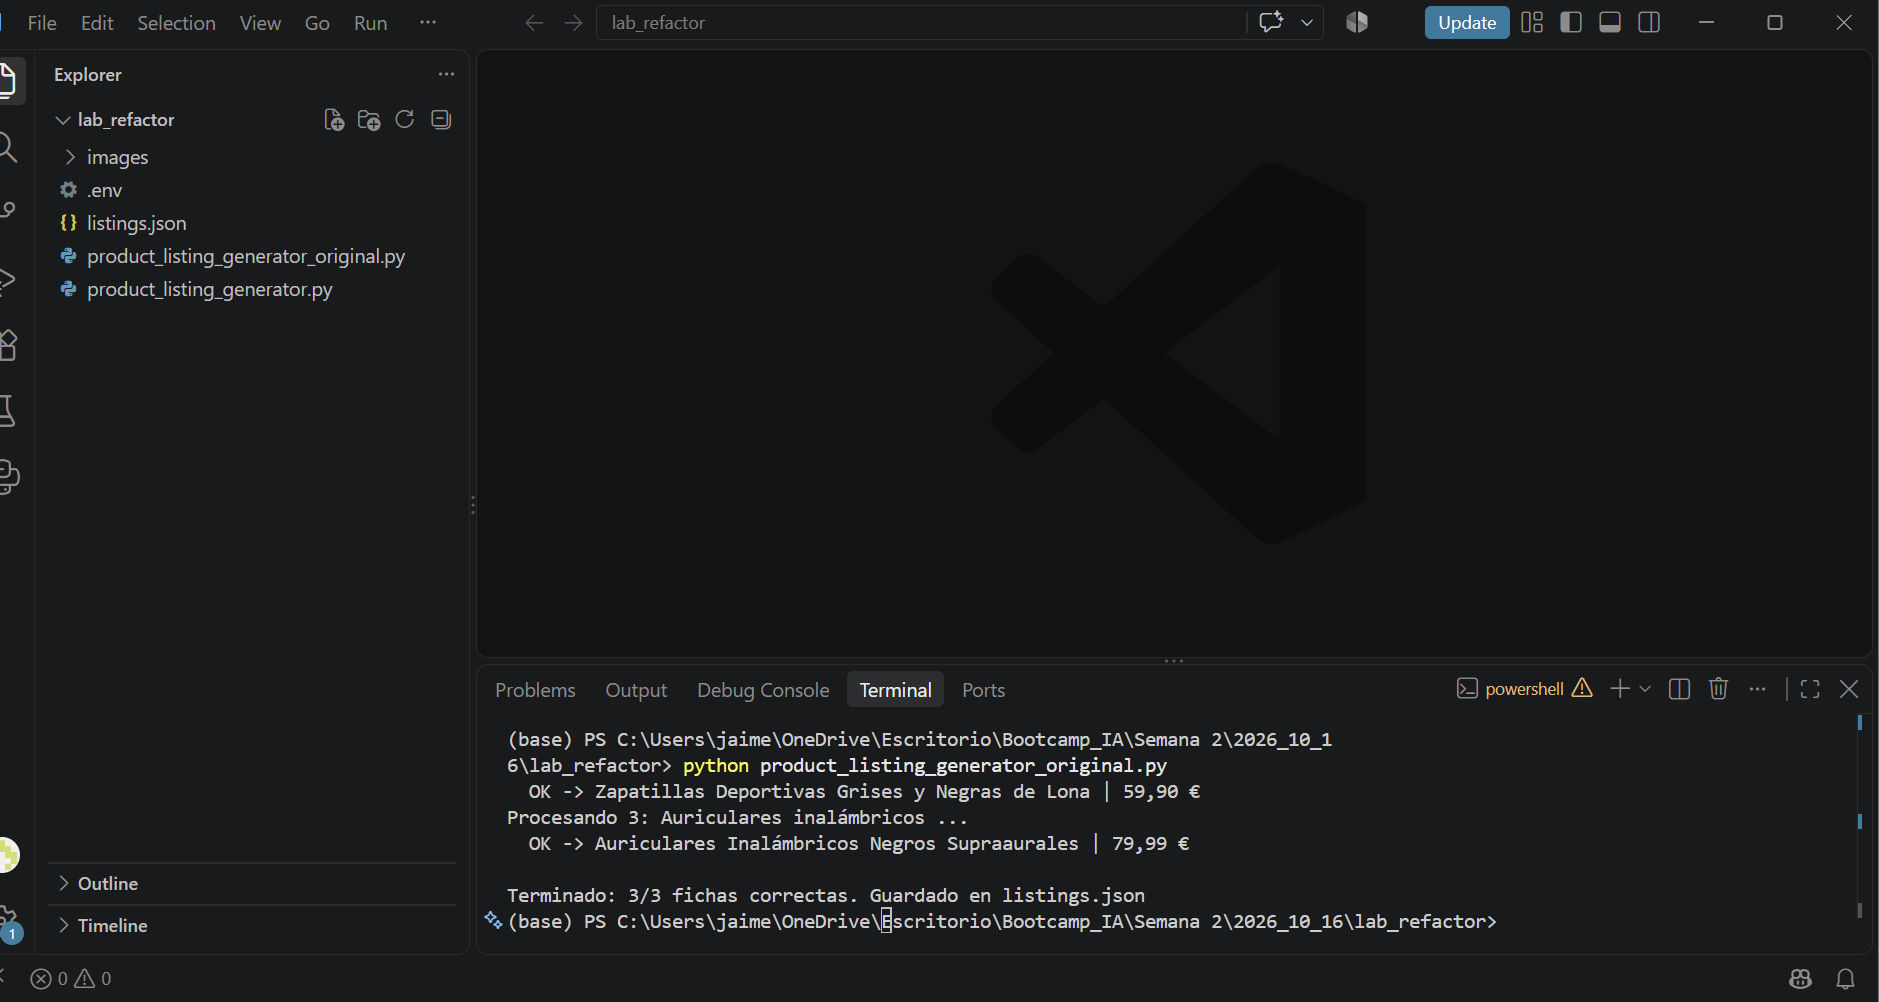 File Edit Selection View Go Run ···
lab_refactor
Update
Explorer
lab_refactor
images
.env
listings.json
product_listing_generator_original.py
product_listing_generator.py
Outline
Timeline
Problems Output Debug Console Terminal Ports
powershell
(base) PS C:\Users\jaime\OneDrive\Escritorio\Bootcamp_IA\Semana 2\2026_10_1
6\lab_refactor> python product_listing_generator_original.py
OK -> Zapatillas Deportivas Grises y Negras de Lona | 59,90 €
Procesando 3: Auriculares inalámbricos ...
OK -> Auriculares Inalámbricos Negros Supraaurales | 79,99 €
Terminado: 3/3 fichas correctas. Guardado en listings.json
(base) PS C:\Users\jaime\OneDrive\Escritorio\Bootcamp_IA\Semana 2\2026_10_16\lab_refactor>
1
0 0